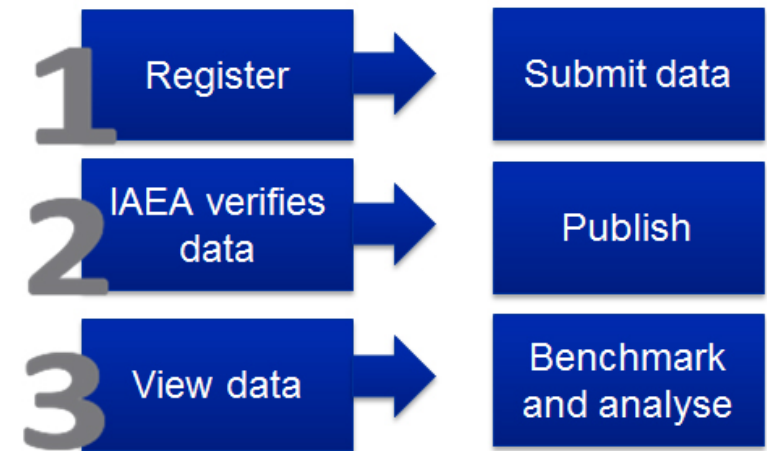 1
Register
Submit data
2
IAEA verifies
data
Publish
3
View data
Benchmark
and analyse